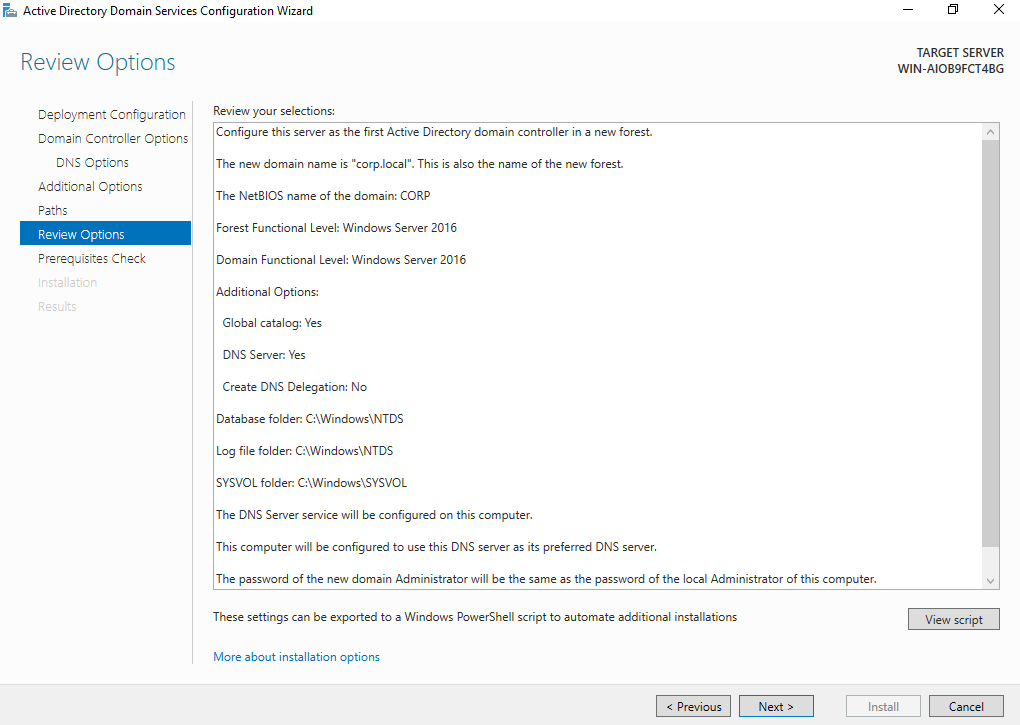 Active Directory Domain Services Configuration Wizard
Review Options
TARGET SERVER
WIN-AIOB9FCT4BG
Deployment Configuration
Domain Controller Options
DNS Options
Additional Options
Paths
Review Options
Prerequisites Check
Installation
Results
Review your selections:
Configure this server as the first Active Directory domain controller in a new forest.
The new domain name is "corp.local". This is also the name of the new forest.
The NetBIOS name of the domain: CORP
Forest Functional Level: Windows Server 2016
Domain Functional Level: Windows Server 2016
Additional Options:
Global catalog: Yes
DNS Server: Yes
Create DNS Delegation: No
Database folder: C:\Windows\NTDS
Log file folder: C:\Windows\NTDS
SYSVOL folder: C:\Windows\SYSVOL
The DNS Server service will be configured on this computer.
This computer will be configured to use this DNS server as its preferred DNS server.
The password of the new domain Administrator will be the same as the password of the local Administrator of this computer.
These settings can be exported to a Windows PowerShell script to automate additional installations
View script
More about installation options
< Previous
Next >
Install
Cancel